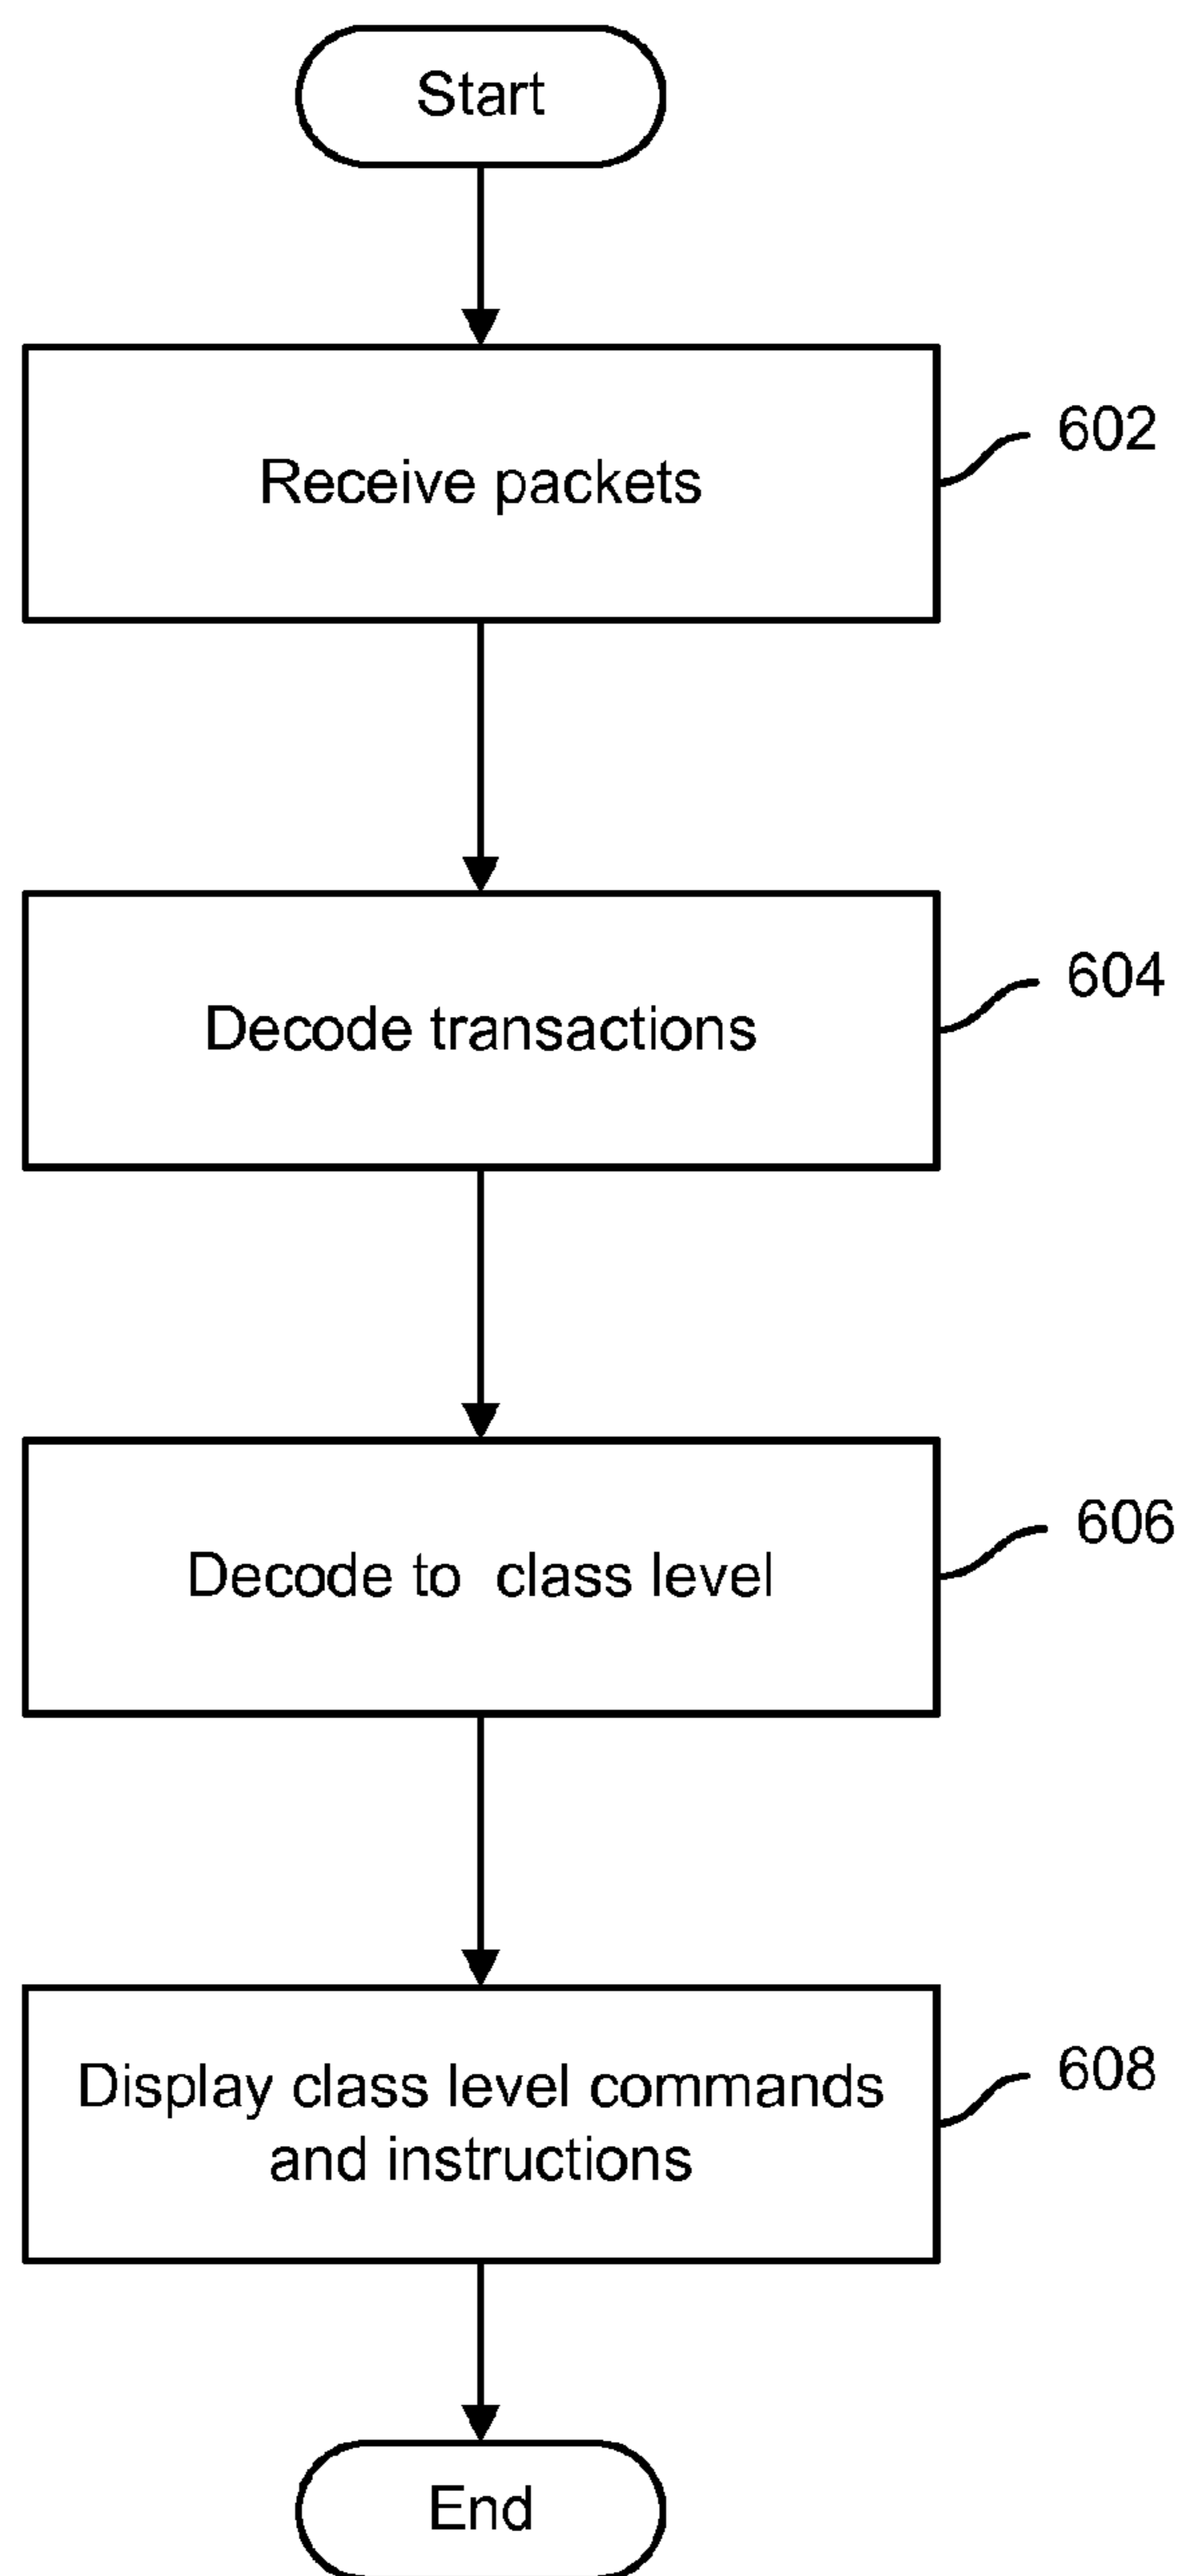 Start
Receive packets
602
Decode transactions
604
Decode to  class level
606
Display class level commands
and instructions
608
End